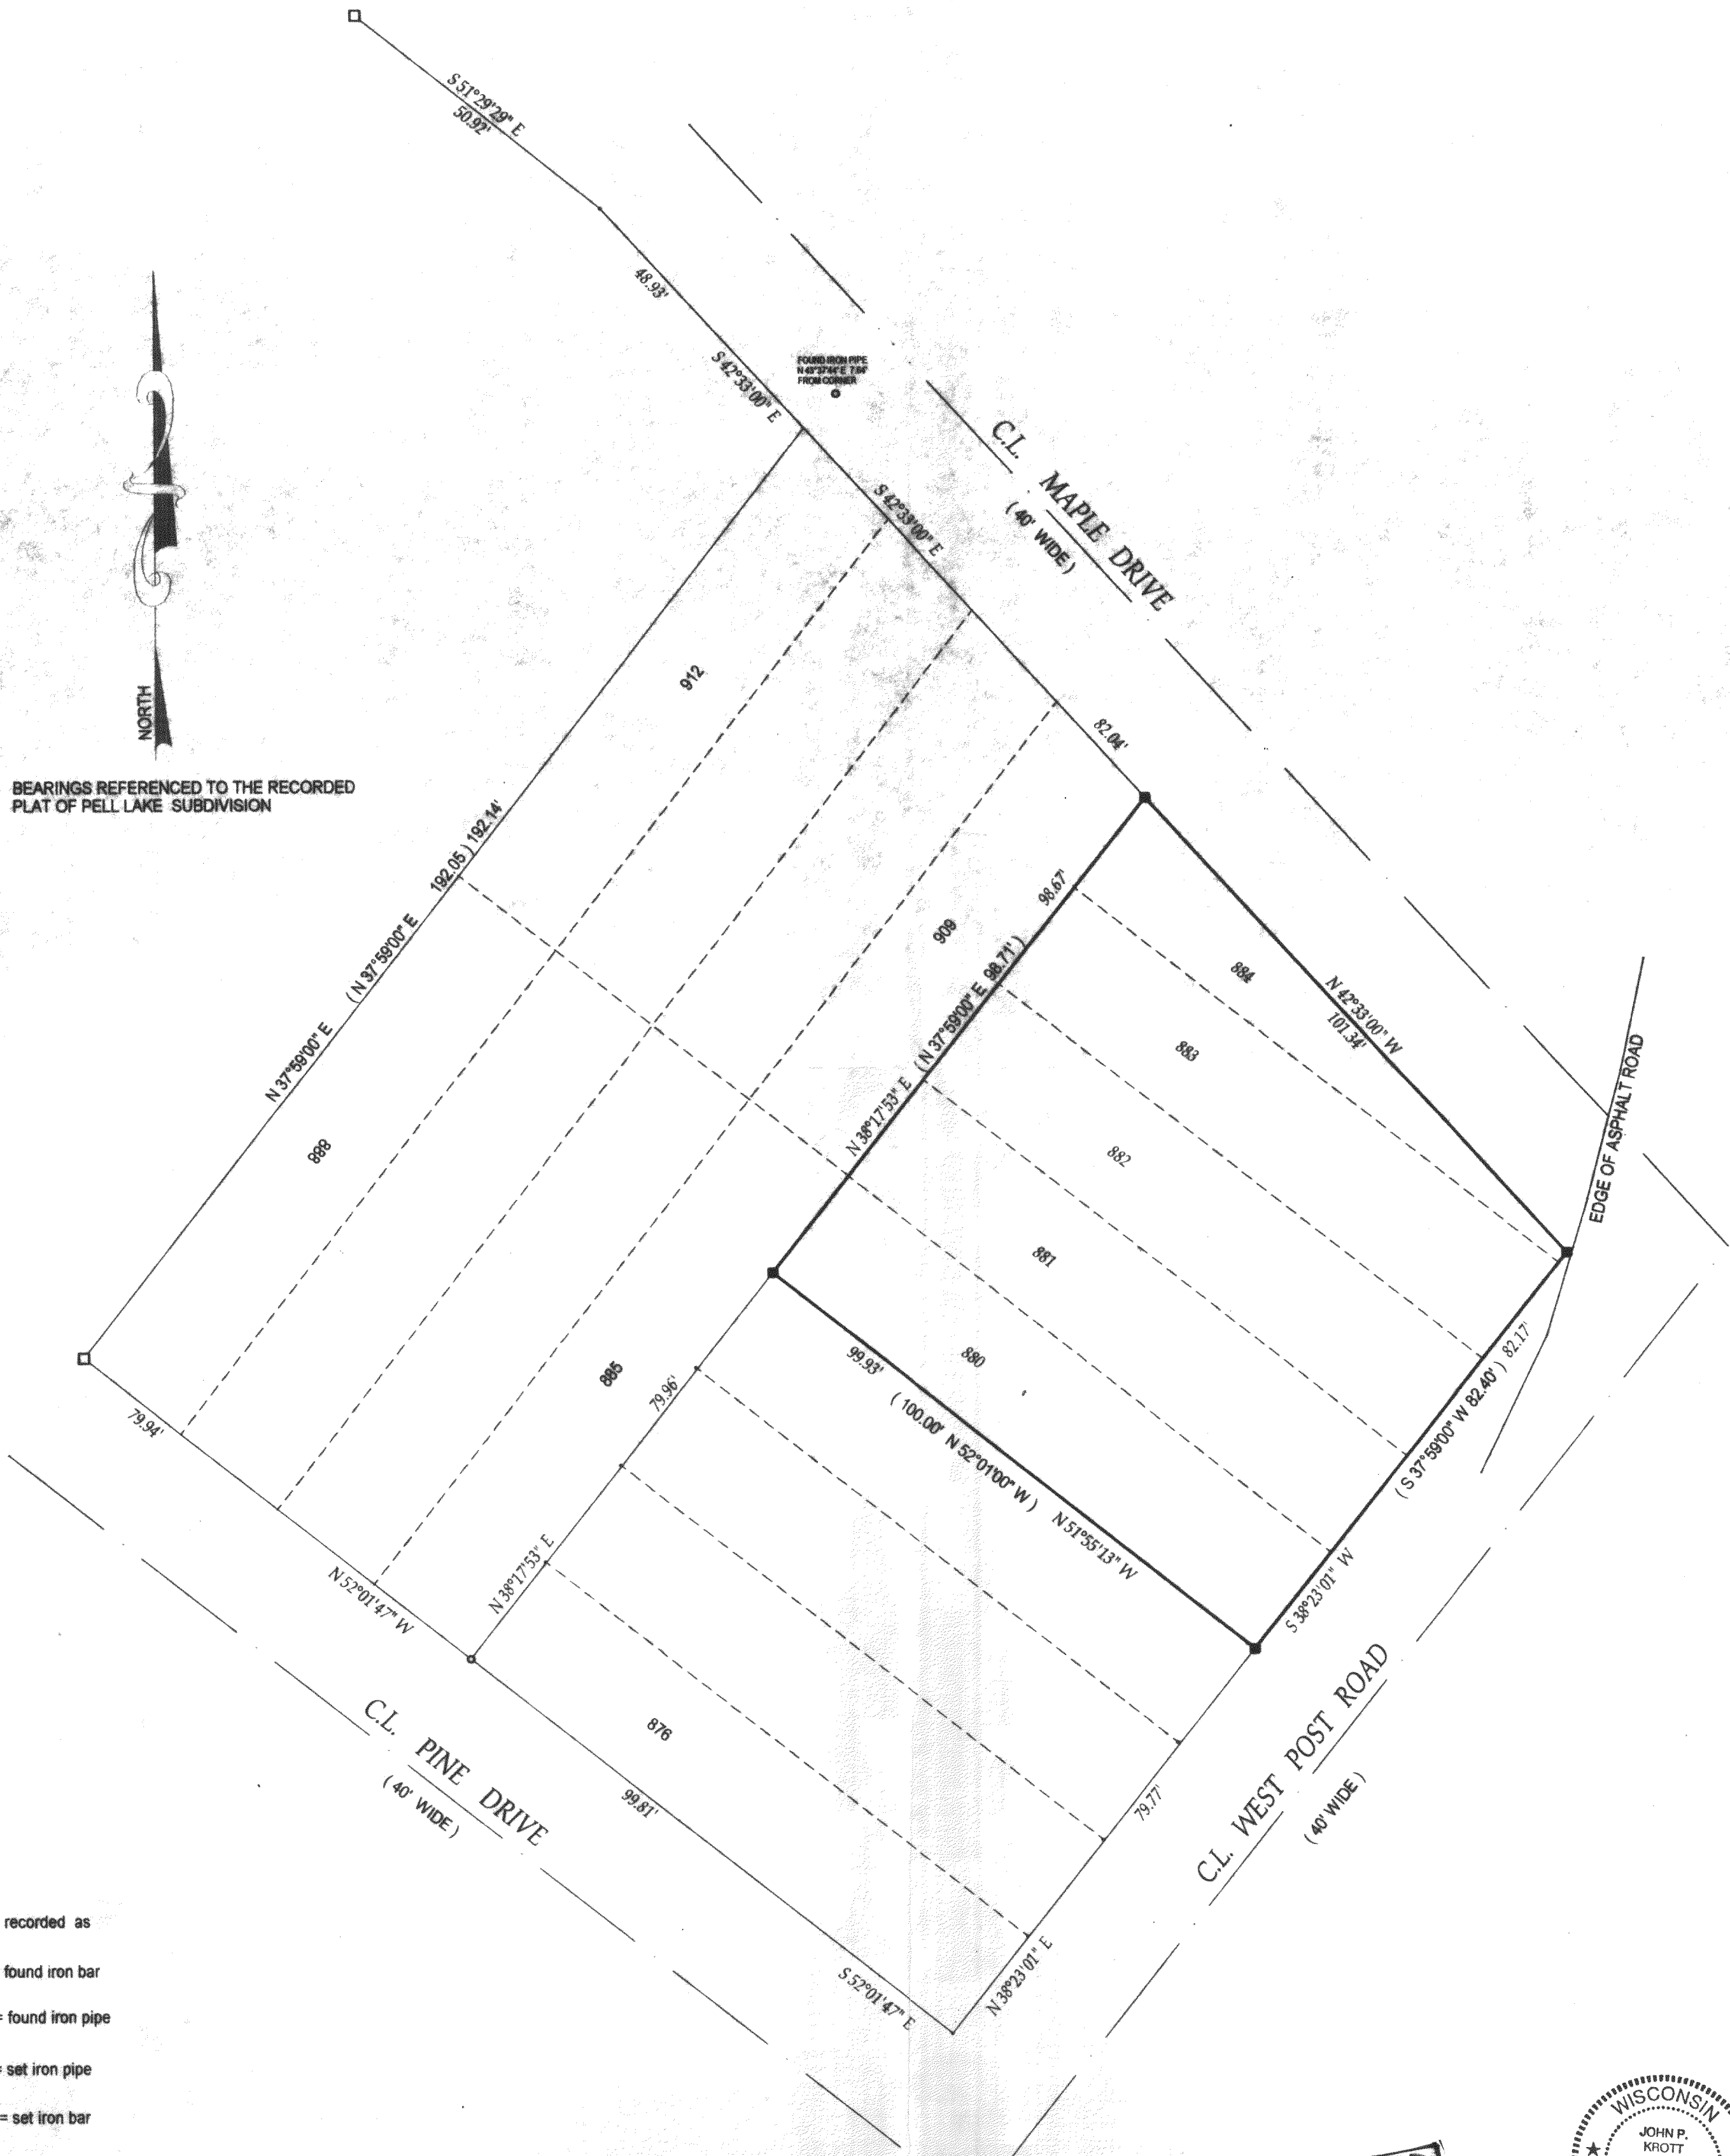 S 51°29'29" E
50.92'
48.93'
S 42°33'00" E
FOUND IRON PIPE
N 43°37'44" E 7.64'
FROM CORNER
C.L. MAPLE DRIVE
( 40' WIDE )
S 42°33'00" E
82.04'
912
NORTH
BEARINGS REFERENCED TO THE RECORDED
PLAT OF PELL LAKE SUBDIVISION
N 37°59'00" E ( N 37°59'00" E 192.05 ) 192.14'
909
98.67'
N 38°17'53" E ( N 37°59'00" E 98.71' )
884
N 42°33'00" W
101.34'
883
882
881
880
EDGE OF ASPHALT ROAD
888
885
79.94'
N 52°01'47" W
79.96'
N 38°17'53" E
99.93' ( 100.00' N 52°01'00" W ) N 51°55'13" W
S 38°23'01" W ( S 37°59'00" W 82.40' ) 82.17'
C.L. PINE DRIVE
( 40' WIDE )
876
99.81'
S 52°01'47" E
N 38°23'01" E
79.77'
C.L. WEST POST ROAD
( 40' WIDE )
recorded as
found iron bar
= found iron pipe
= set iron pipe
= set iron bar
WISCONSIN
JOHN P.
KROTT